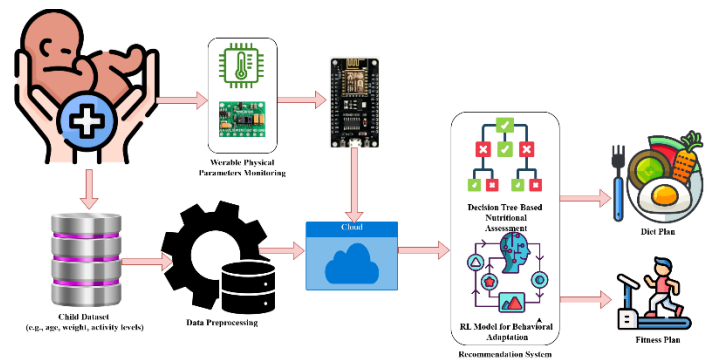 Werable Physical
Parameters Monitoring
Cloud
Decision Tree Based
Nutritional
Assessment
Diet Plan
Child Dataset
(e.g., age, weight, activity levels)
Data Preprocessing
RL Model for Behavioral
Adaptation
Recommendation System
Fitness Plan